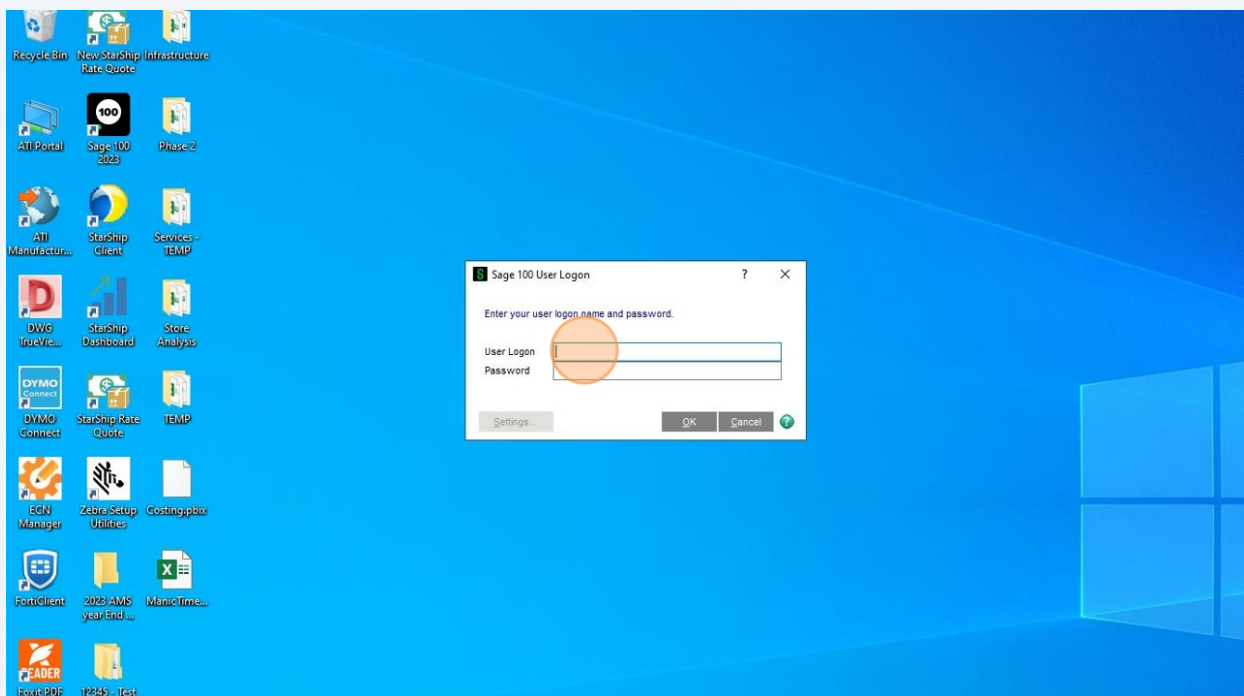 Recycle Bin
New StarShip
Rate Quote
Infrastructure
ATI Portal
100
Sage 100
2023
Phase 2
ATI
Manufactur...
StarShip
Client
Services -
TEMP
DWG
TrueVie...
StarShip
Dashboard
Store
Analysis
DYMO
Connect
DYMO
Connect
StarShip Rate
Quote
TEMP
ECN
Manager
Zebra Setup
Utilities
Costing.pbix
FortiClient
2023 AMS
year End ...
ManicTime...
READER
Foxit PDF
12345 - Test
Sage 100 User Logon
?
Enter your user logon name and password.
User Logon
Password
Settings...
OK
Cancel
?